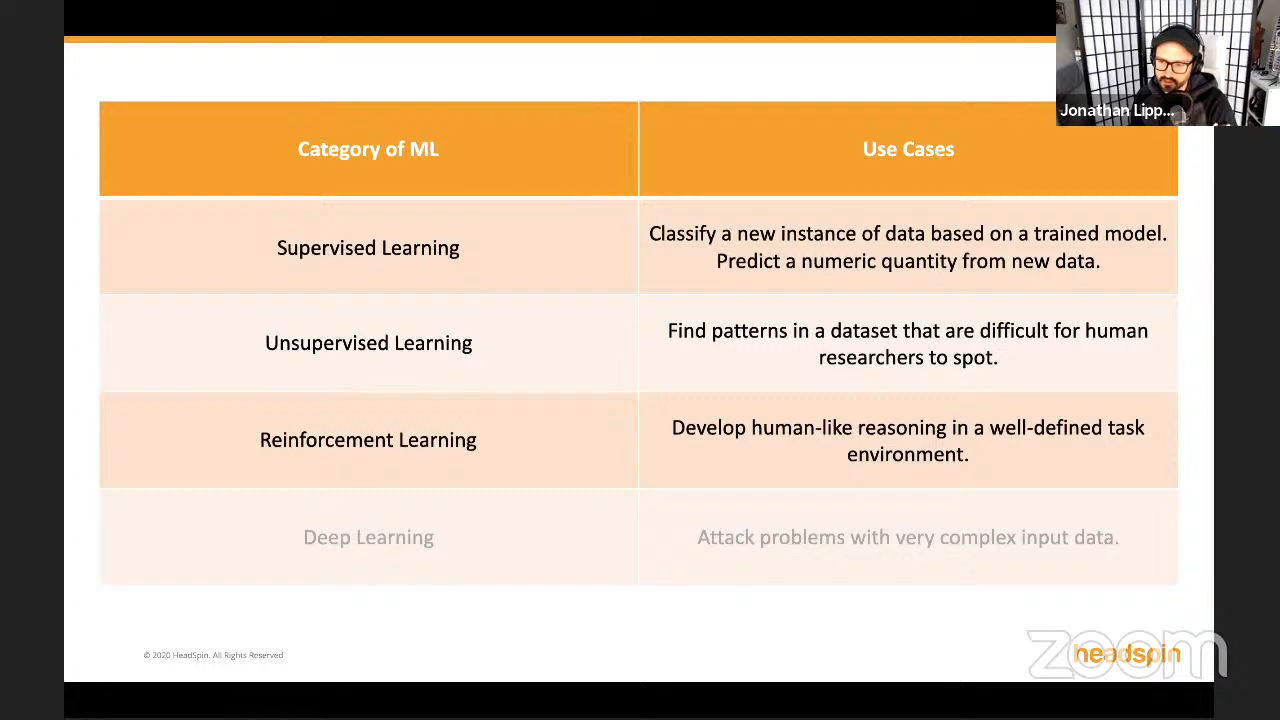 Jonathan Lipp...
Category of ML
Use Cases
Supervised Learning
Classify a new instance of data based on a trained model.
Predict a numeric quantity from new data.
Unsupervised Learning
Find patterns in a dataset that are difficult for human
researchers to spot.
Reinforcement Learning
Develop human-like reasoning in a well-defined task
environment.
Deep Learning
Attack problems with very complex input data.
© 2020 HeadSpin. All Rights Reserved
headspin
zoom